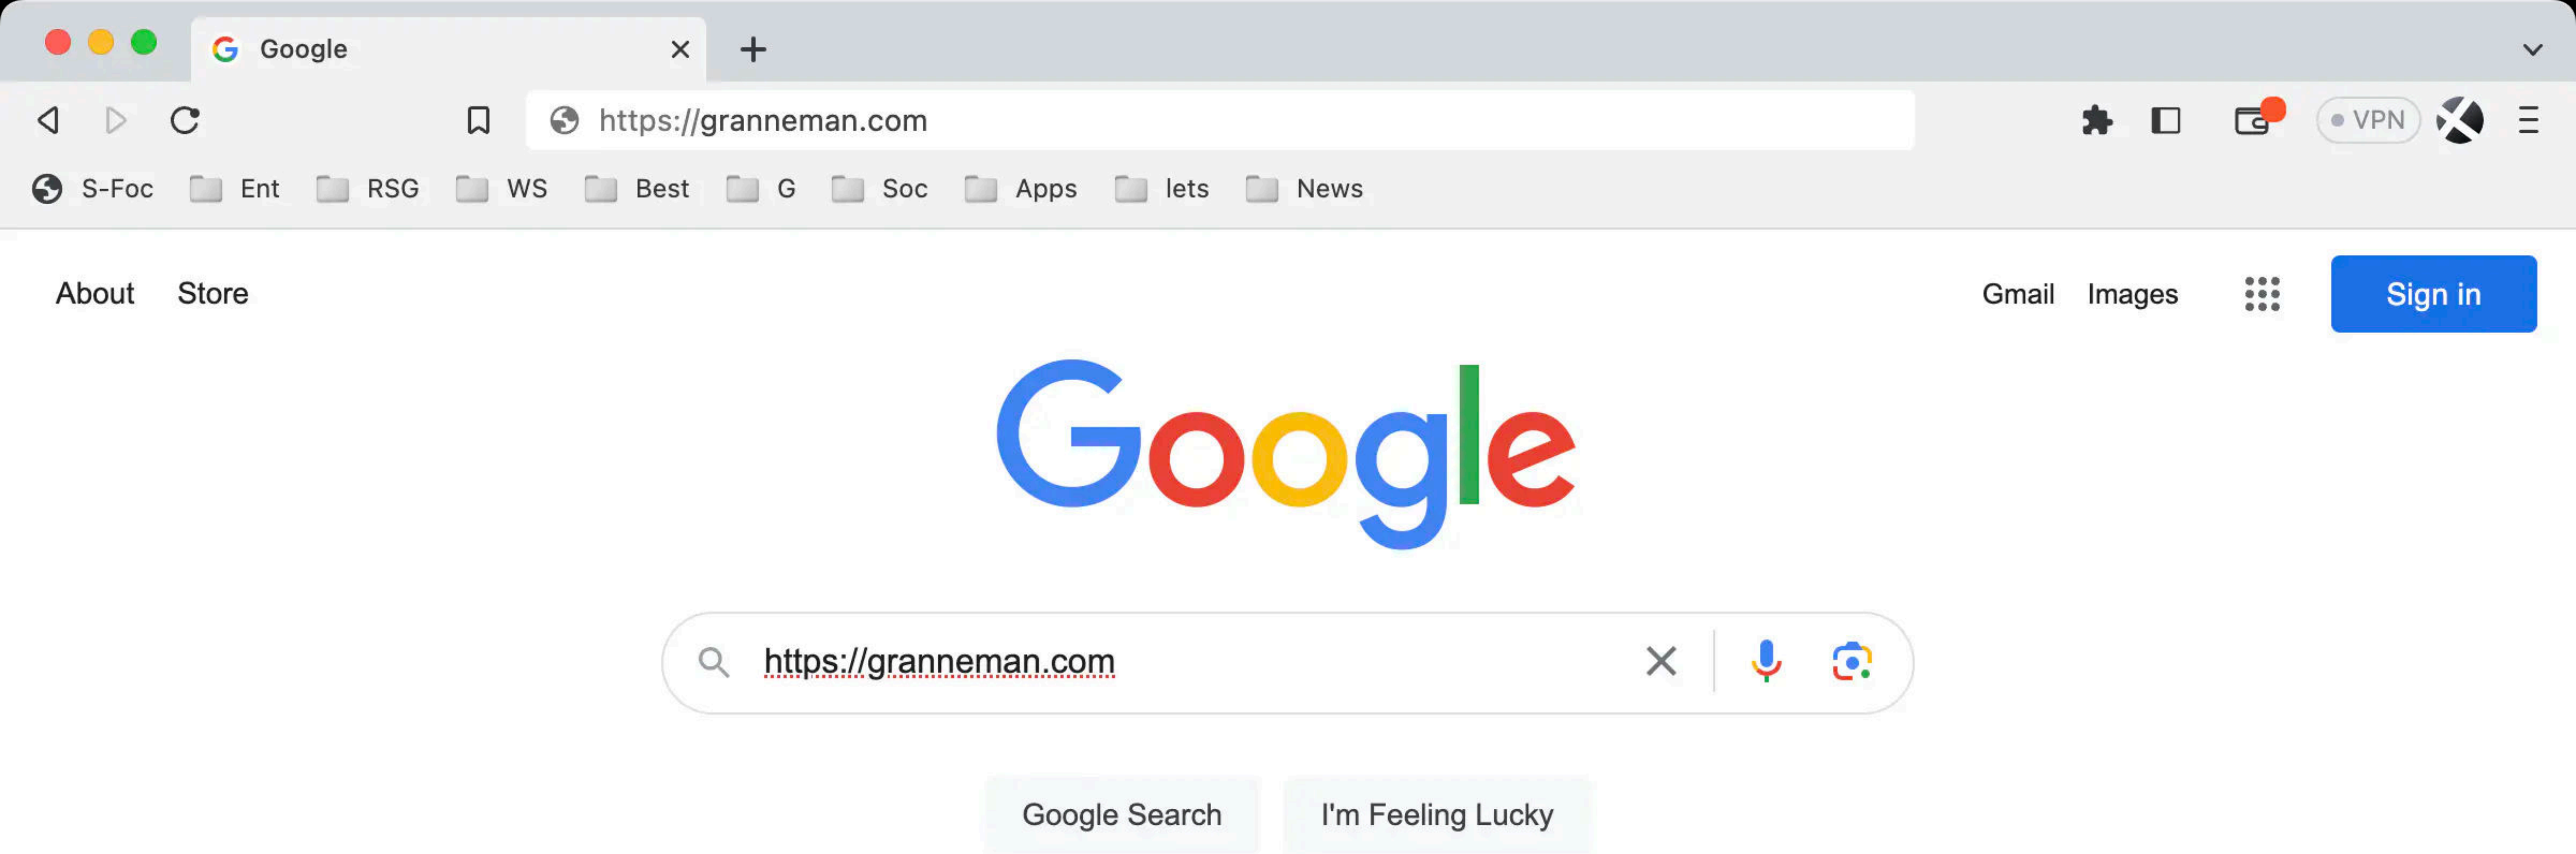 Google
https://granneman.com
VPN
S-Foc Ent RSG WS Best G Soc Apps lets News
About Store Gmail Images Sign in
Google
https://granneman.com
Google Search I'm Feeling Lucky